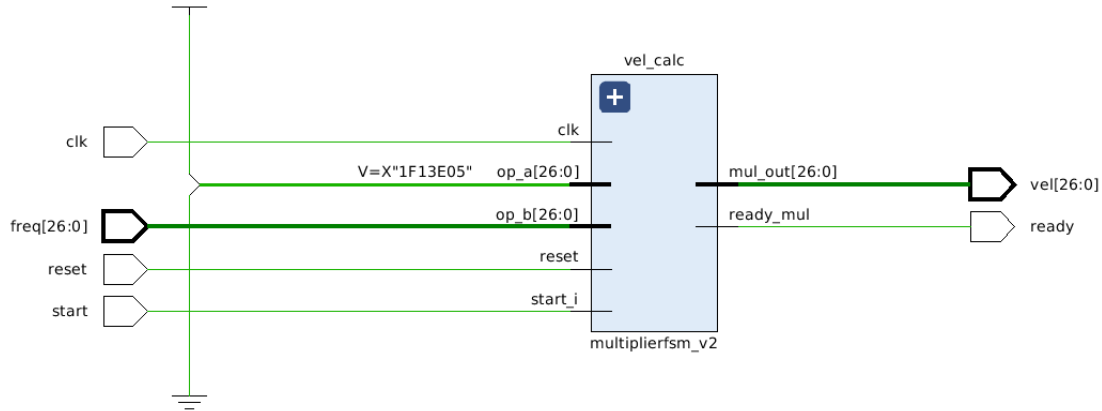 vel_calc
+
clk
clk
V=X"1F13E05" op_a[26:0]
mul_out[26:0]
vel[26:0]
freq[26:0]
op_b[26:0]
ready_mul
ready
reset
reset
start
start_i
multiplierfsm_v2